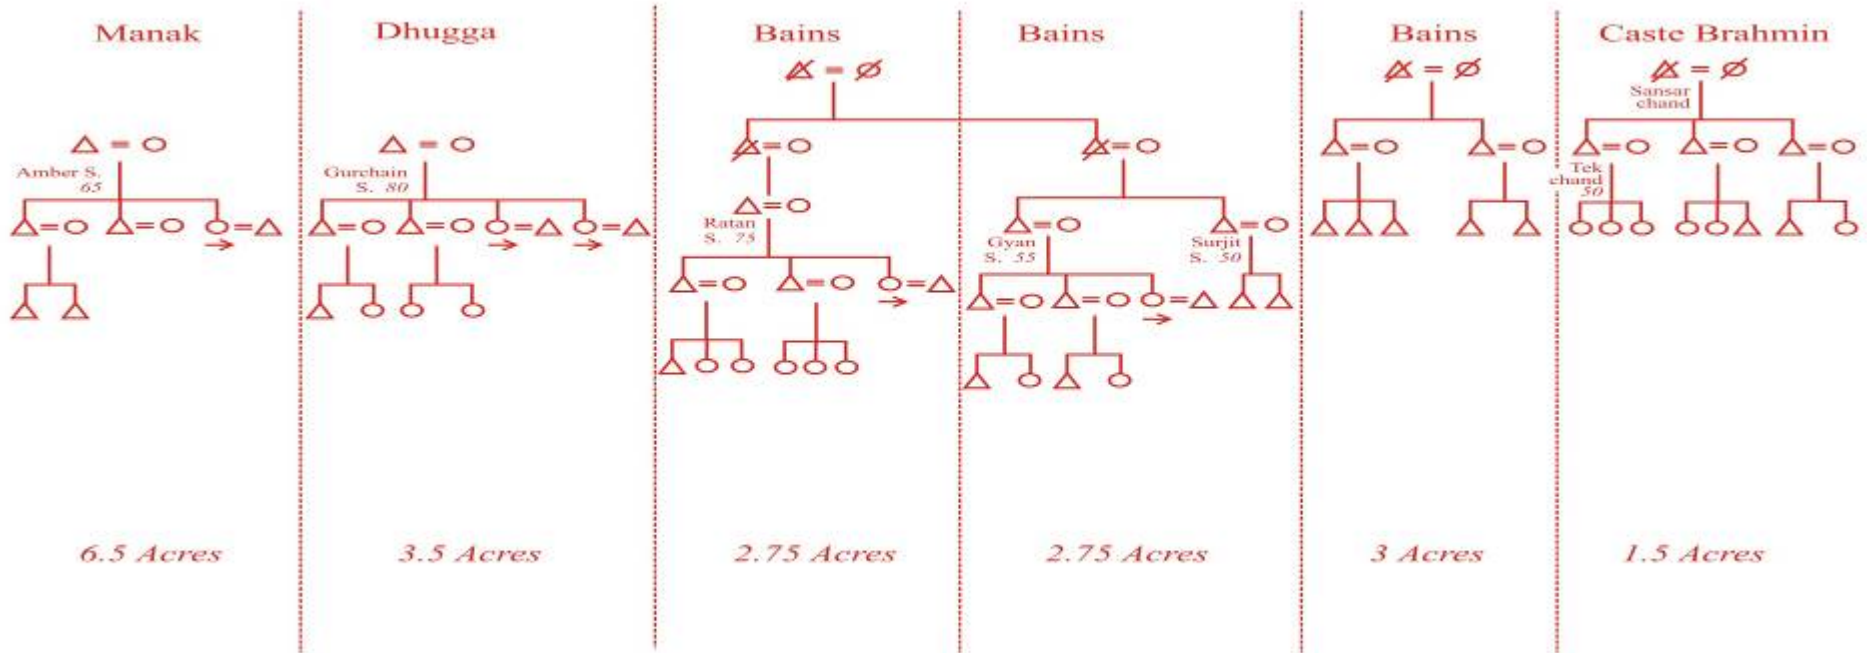 Manak
Dhugga
Bains
Bains
Bains
Caste Brahmin
Sansar
chand
Amber S.
65
Gurchain
S. 80
Tek
chand
50
Ratan
S. 75
Gyan
S. 55
Surjit
S. 50
6.5 Acres
3.5 Acres
2.75 Acres
2.75 Acres
3 Acres
1.5 Acres